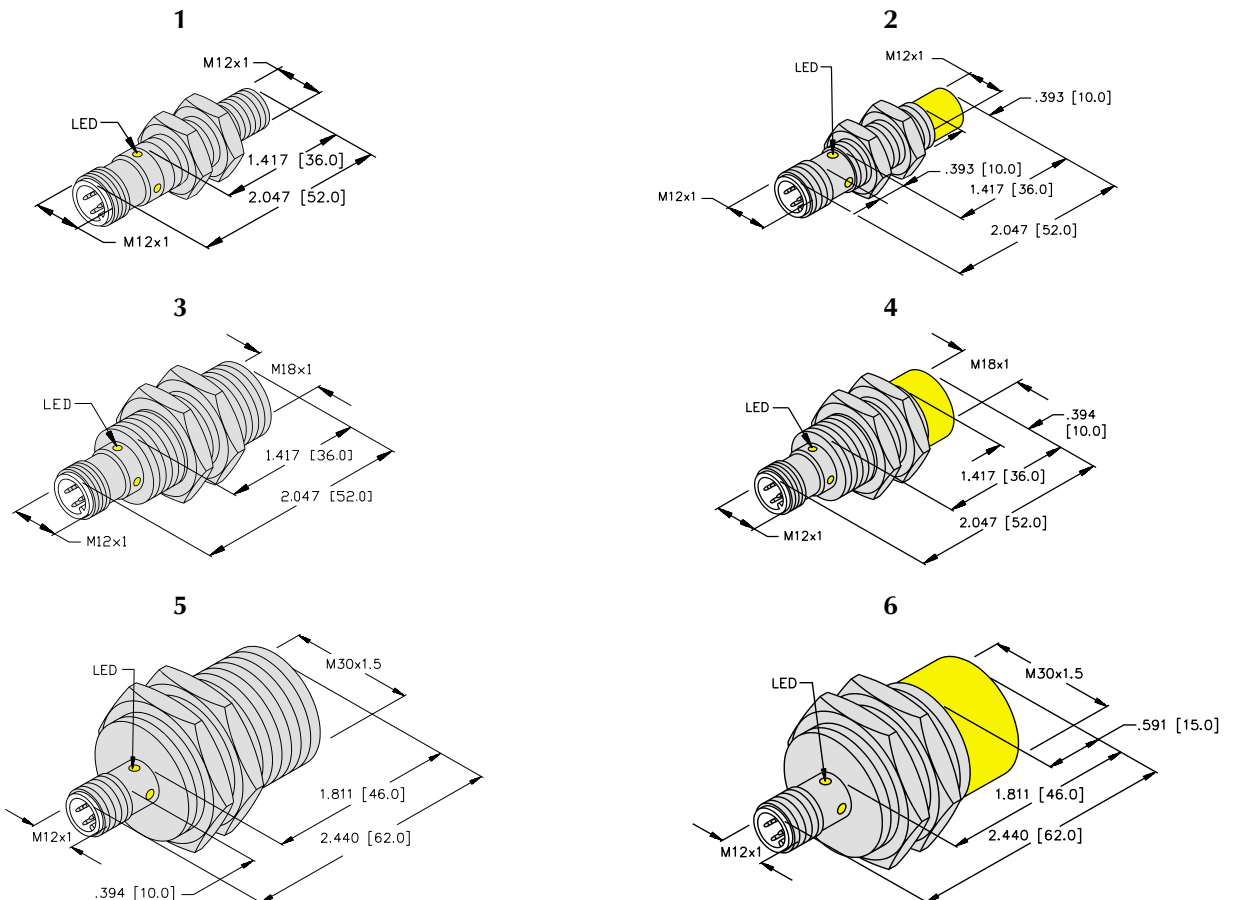 1
M12x1
LED
1.417 [36.0]
2.047 [52.0]
M12x1
2
M12x1
LED
.393 [10.0]
.393 [10.0]
1.417 [36.0]
M12x1
2.047 [52.0]
3
M18x1
LED
1.417 [36.0]
2.047 [52.0]
M12x1
4
M18x1
LED
.394
[10.0]
1.417 [36.0]
2.047 [52.0]
M12x1
5
M30x1.5
LED
1.811 [46.0]
2.440 [62.0]
M12x1
.394 [10.0]
6
M30x1.5
LED
.591 [15.0]
1.811 [46.0]
2.440 [62.0]
M12x1